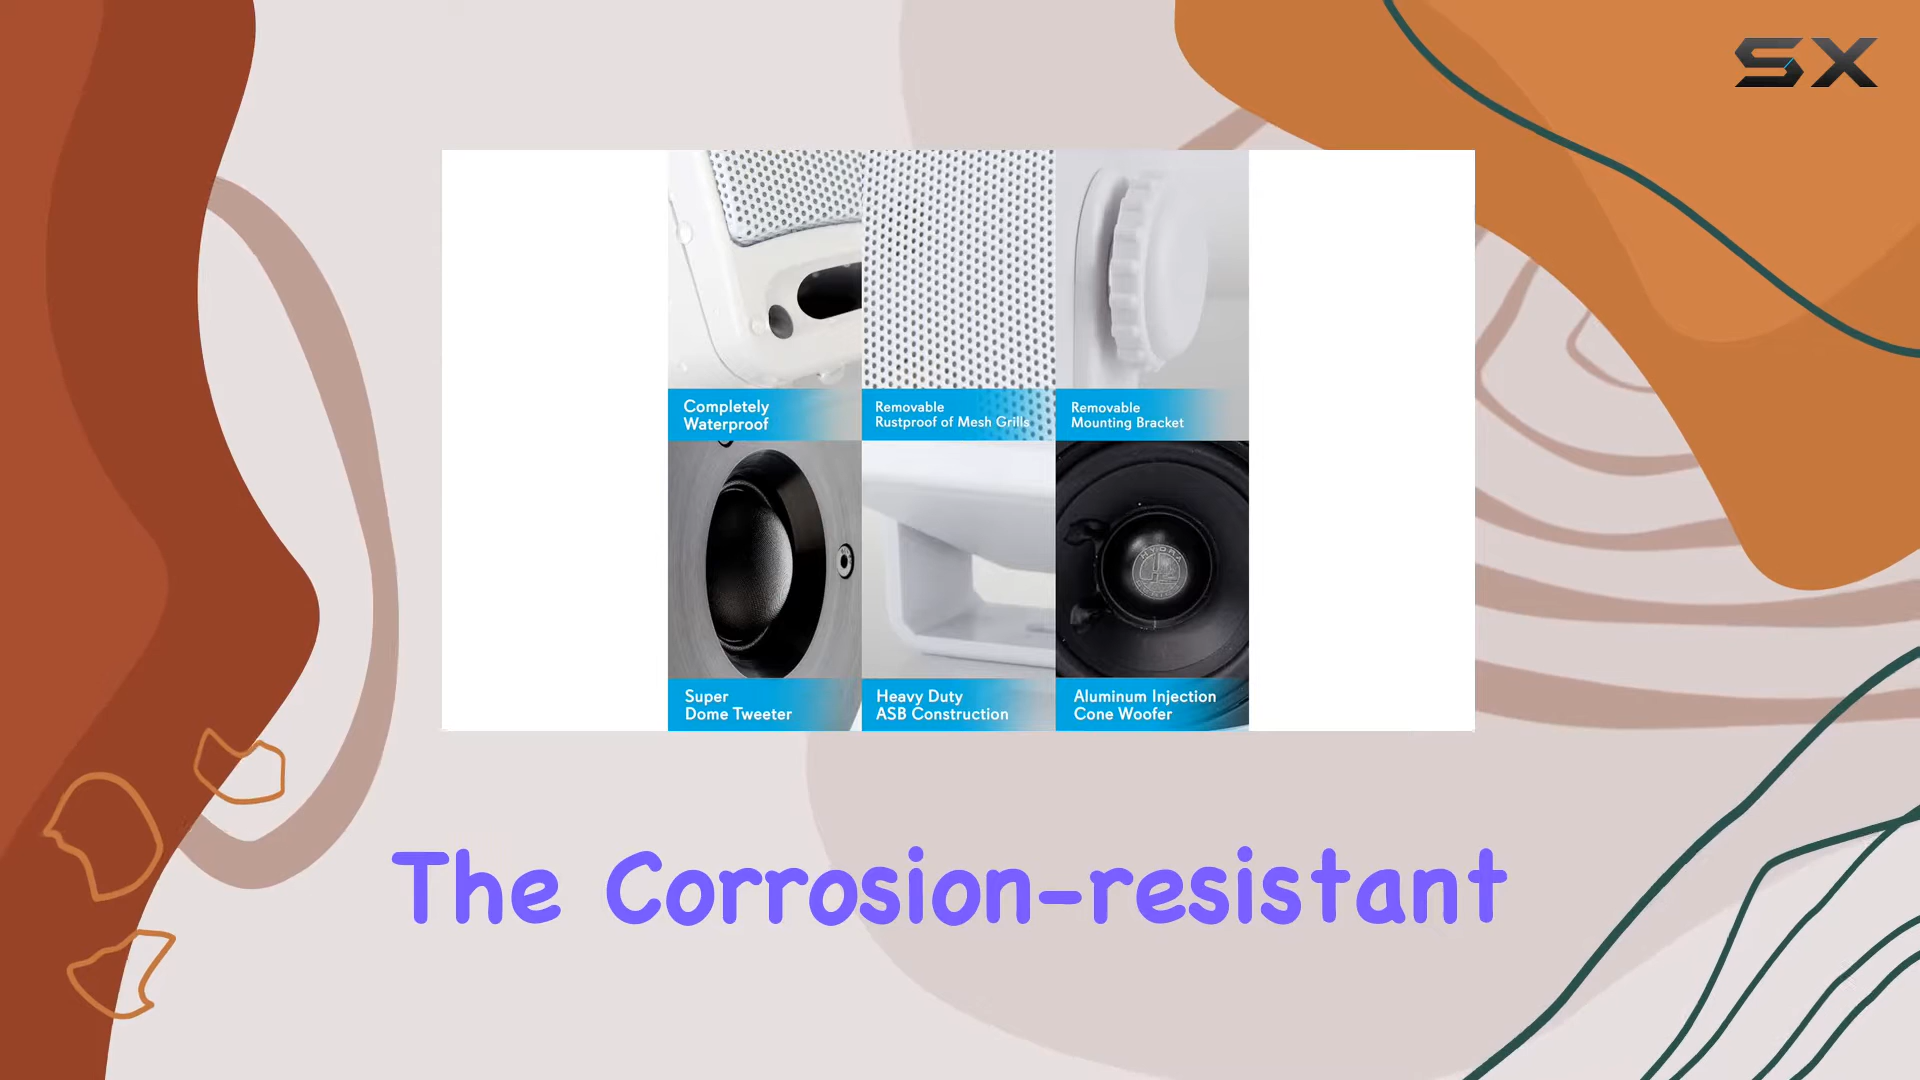 SX
Completely
Waterproof
Removable
Rustproof of Mesh Grills
Removable
Mounting Bracket
Super
Dome Tweeter
Heavy Duty
ASB Construction
Aluminum Injection
Cone Woofer
The Corrosion-resistant